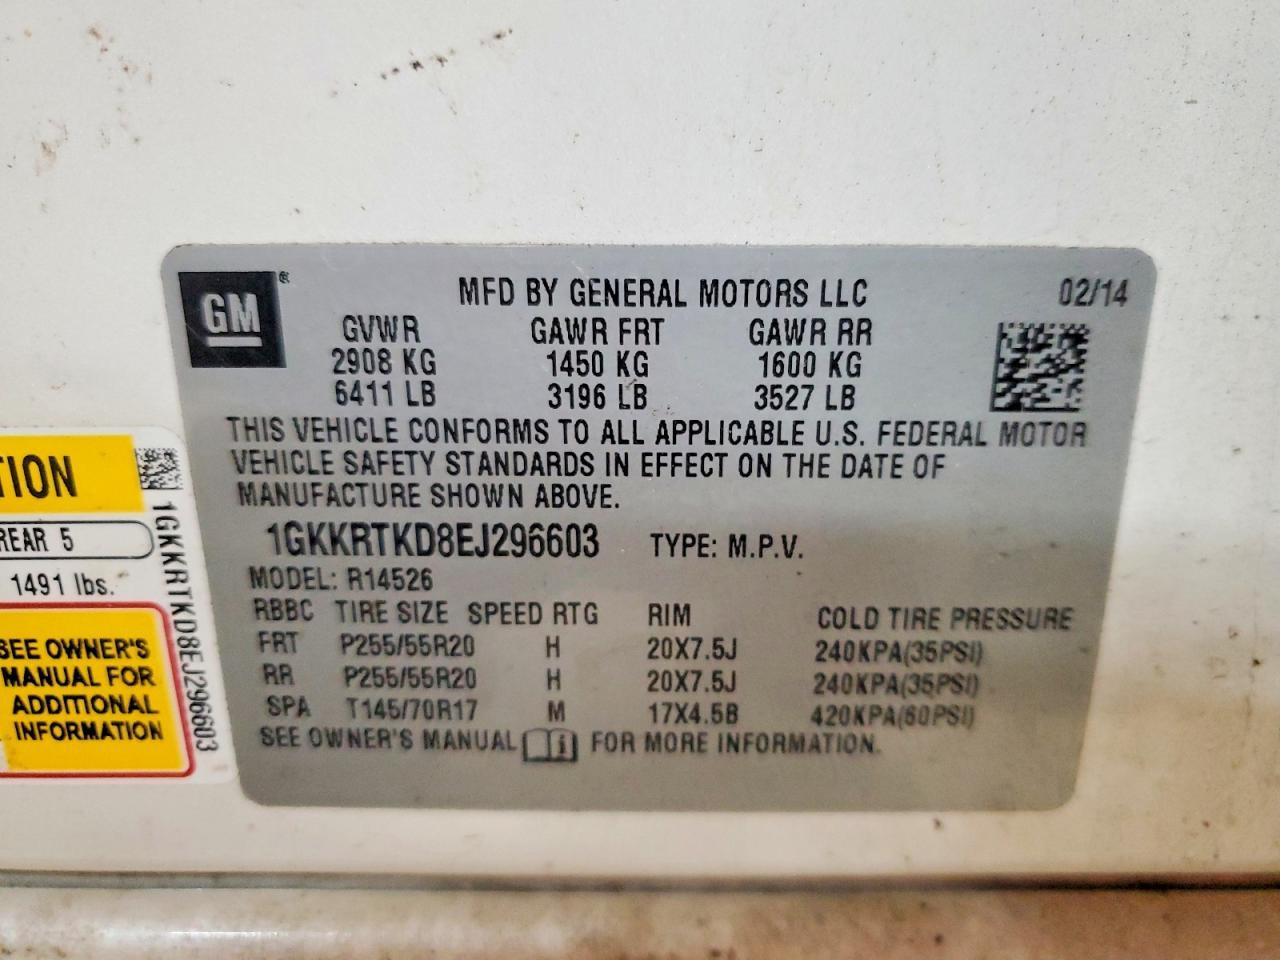 GM®
MFD BY GENERAL MOTORS LLC 02/14
GVWR GAWR FRT GAWR RR
2908 KG 1450 KG 1600 KG
6411 LB 3196 LB 3527 LB
THIS VEHICLE CONFORMS TO ALL APPLICABLE U.S. FEDERAL MOTOR
VEHICLE SAFETY STANDARDS IN EFFECT ON THE DATE OF
MANUFACTURE SHOWN ABOVE.
1GKKRTKD8EJ296603 TYPE: M.P.V.
MODEL: R14526
RBBC TIRE SIZE SPEED RTG RIM COLD TIRE PRESSURE
FRT P255/55R20 H 20X7.5J 240KPA(35PSI)
RR P255/55R20 H 20X7.5J 240KPA(35PSI)
SPA T145/70R17 M 17X4.5B 420KPA(60PSI)
SEE OWNER'S MANUAL i FOR MORE INFORMATION.
TION
REAR 5
1491 lbs.
SEE OWNER'S
MANUAL FOR
ADDITIONAL
INFORMATION
1GKKRTKD8EJ296603